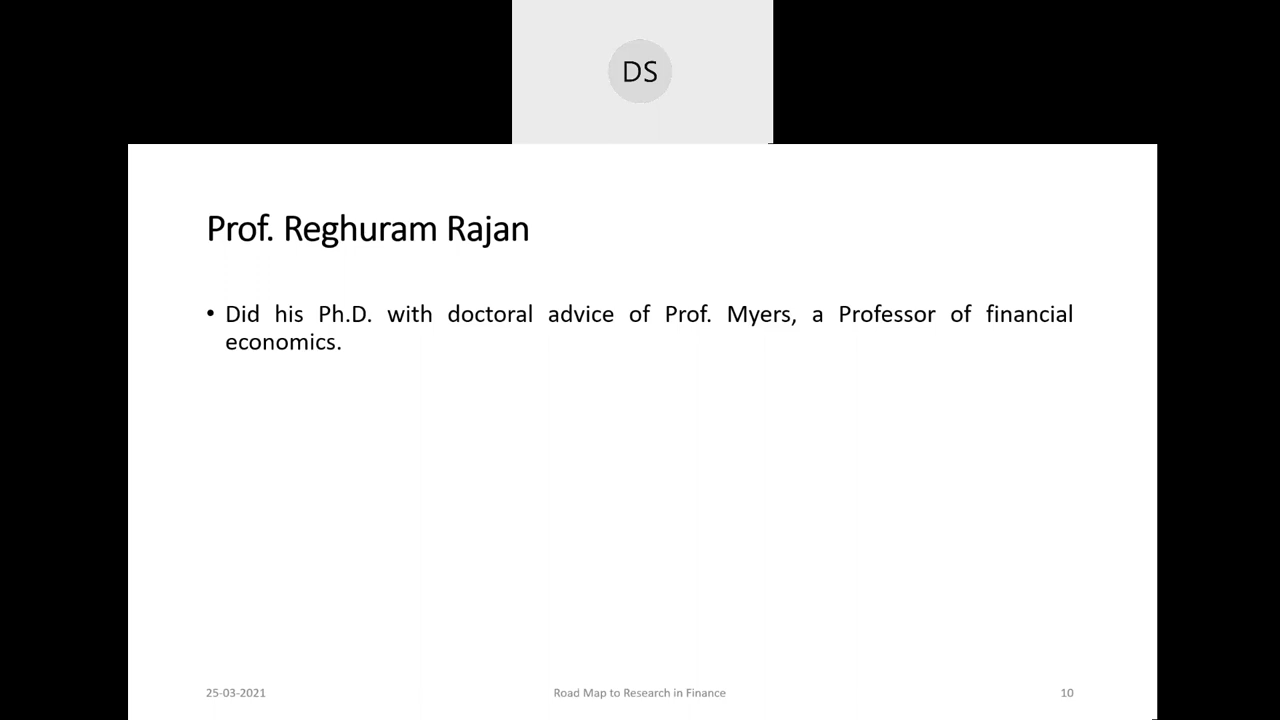 DS
Prof. Reghuram Rajan
• Did his Ph.D. with doctoral advice of Prof. Myers, a Professor of financial
economics.
25-03-2021
Road Map to Research in Finance
10